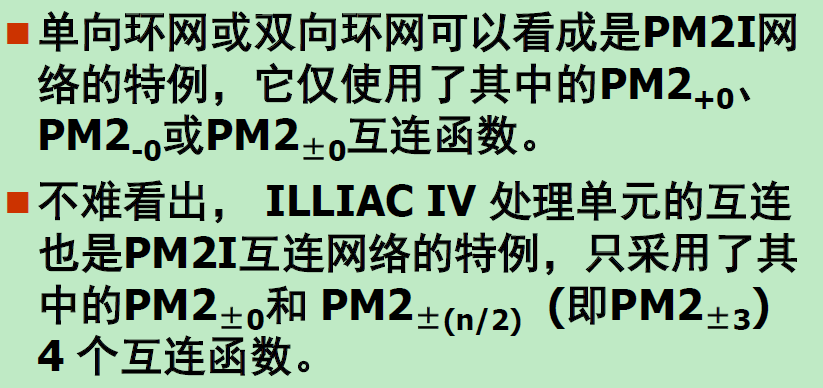 ■ 单向环网或双向环网可以看成是PM2I网
络的特例，它仅使用了其中的PM2+0、
PM2-0或PM2±0互连函数。
■ 不难看出， ILLIAC IV 处理单元的互连
也是PM2I互连网络的特例，只采用了其
中的PM2±0和 PM2±(n/2)（即PM2±3）
4 个互连函数。